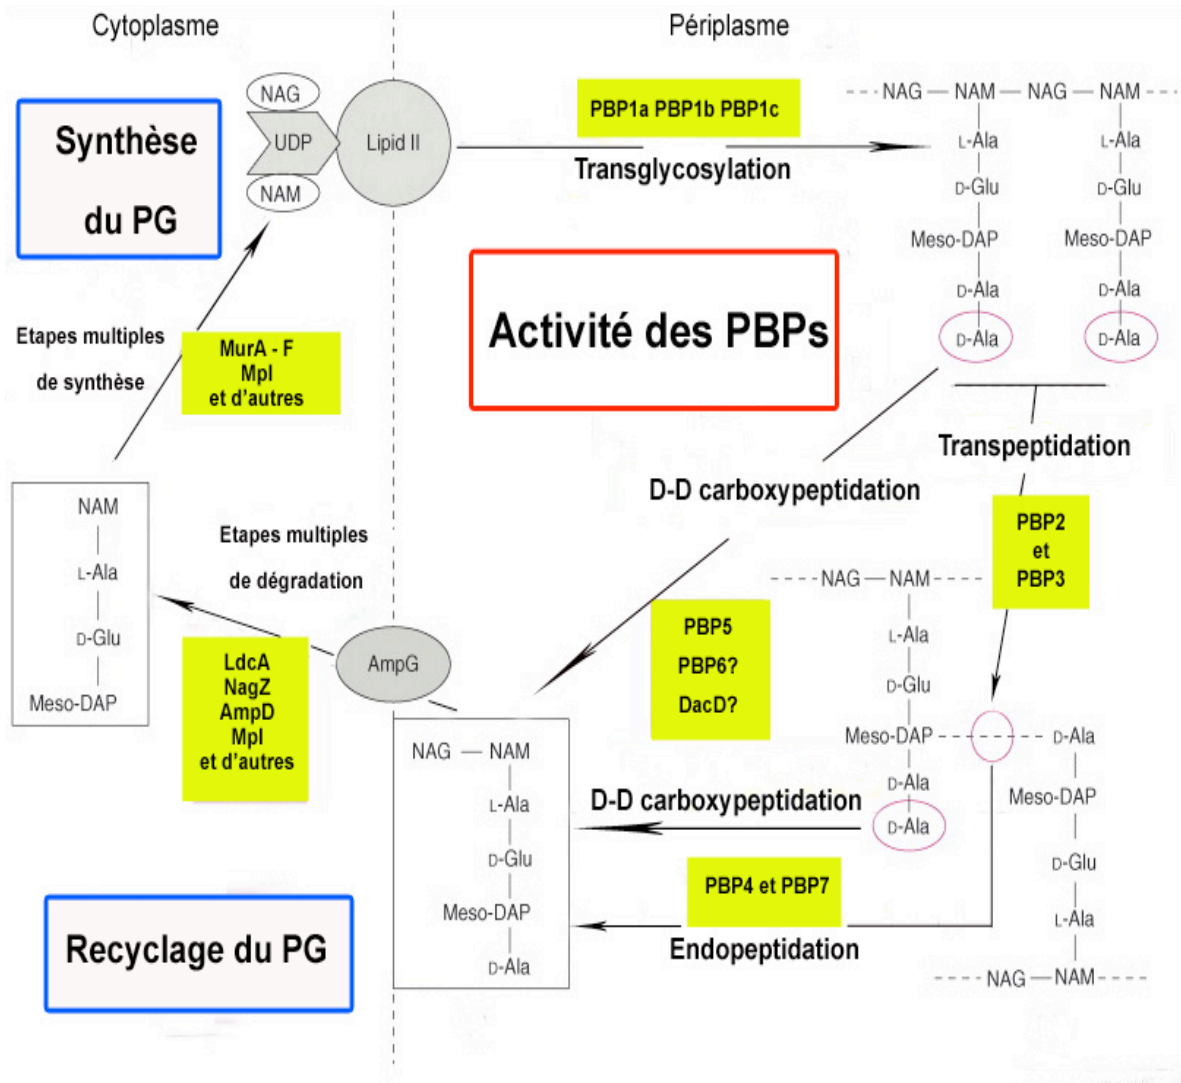 Cytoplasme
Périplasme
NAG
UDP
NAM
Lipid II
Synthèse
du PG
PBP1a PBP1b PBP1c
Transglycosylation
NAG — NAM — NAG — NAM
L-Ala L-Ala
D-Glu D-Glu
Meso-DAP Meso-DAP
D-Ala D-Ala
D-Ala D-Ala
Activité des PBPs
Etapes multiples
de synthèse
MurA - F
Mpl
et d'autres
Transpeptidation
D-D carboxypeptidation
PBP2
et
PBP3
NAM
L-Ala
D-Glu
Meso-DAP
Etapes multiples
de dégradation
LdcA
NagZ
AmpD
Mpl
et d'autres
AmpG
PBP5
PBP6?
DacD?
NAG — NAM
L-Ala
D-Glu
Meso-DAP
D-Ala
D-Ala
D-Ala
Meso-DAP
D-Glu
L-Ala
NAG — NAM
NAG — NAM
L-Ala
D-Glu
Meso-DAP
D-Ala
D-D carboxypeptidation
PBP4 et PBP7
Endopeptidation
Recyclage du PG